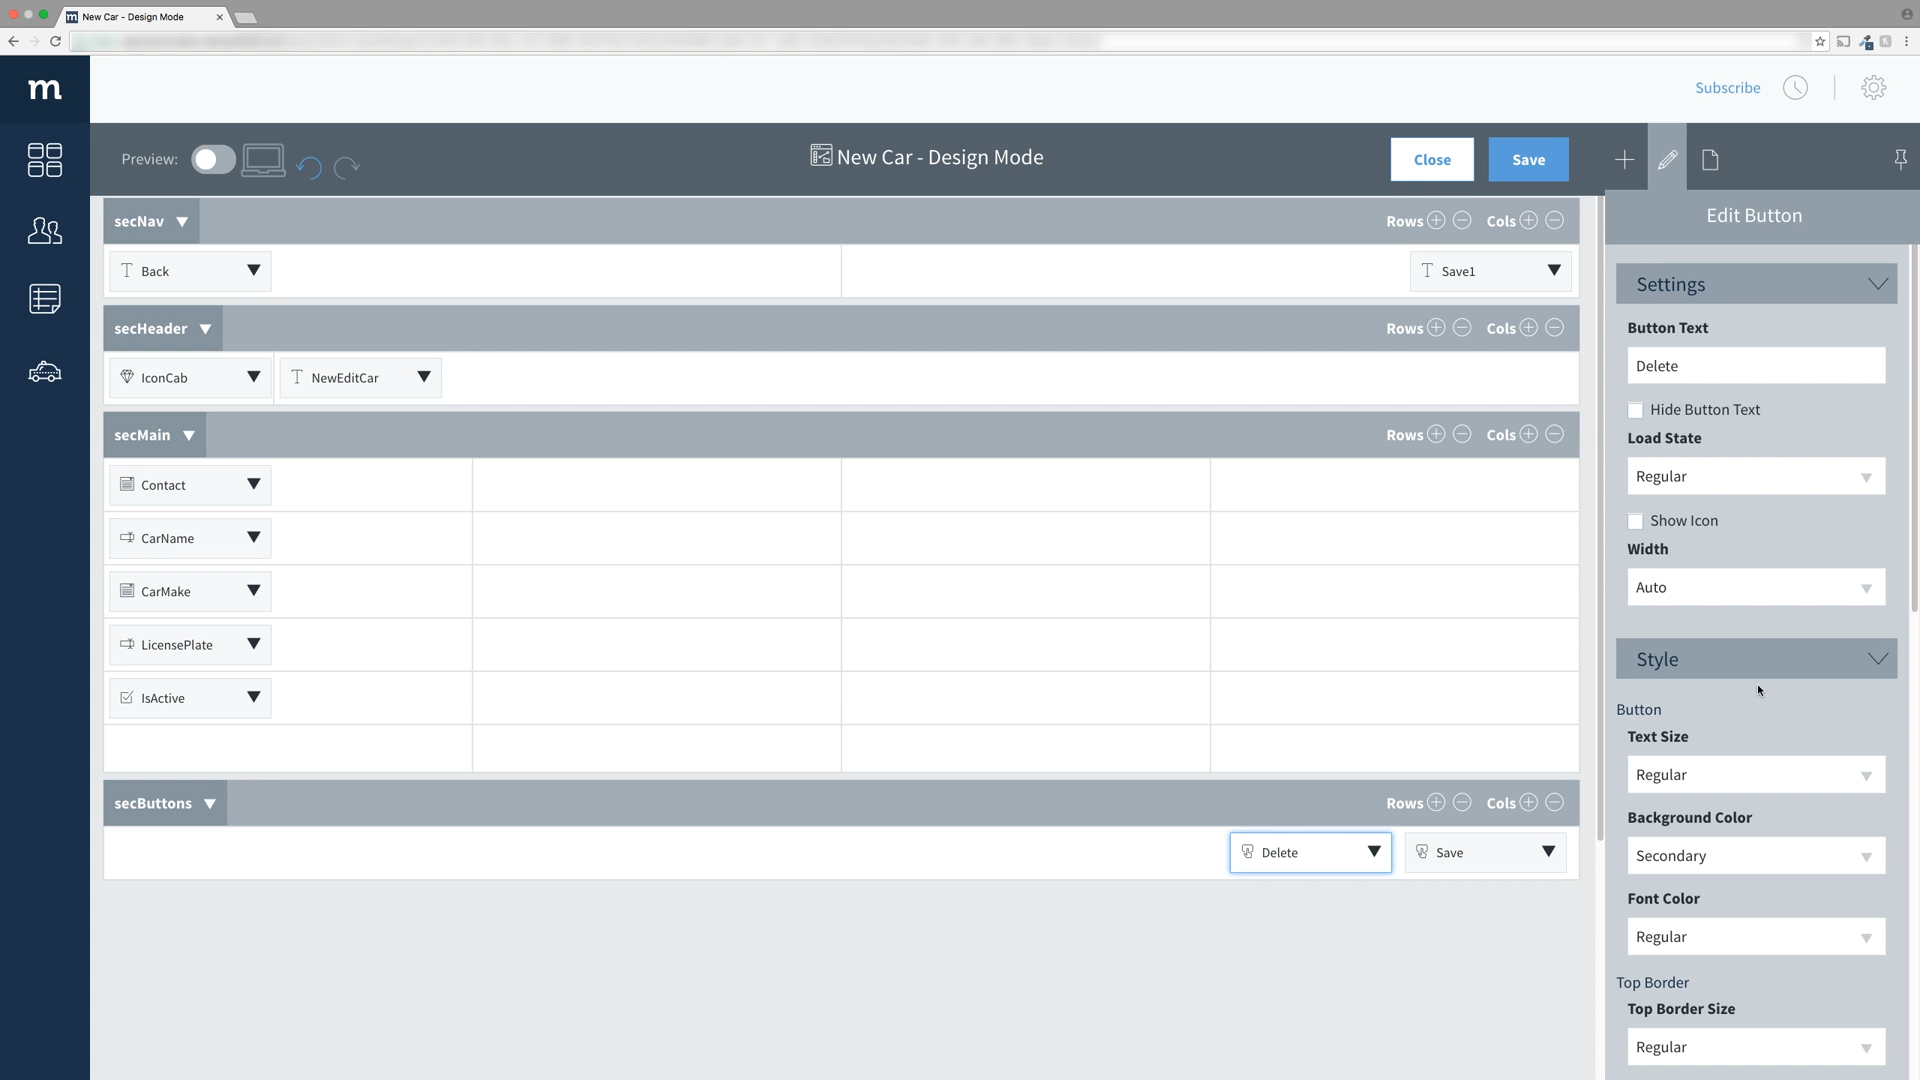 New Car - Design Mode
m
Subscribe
Preview:
New Car - Design Mode
Close
Save
Edit Button
secNav
Rows
Cols
Back
Save1
secHeader
Rows
Cols
IconCab
NewEditCar
secMain
Rows
Cols
Contact
CarName
CarMake
LicensePlate
IsActive
secButtons
Rows
Cols
Delete
Save
Settings
Button Text
Delete
Hide Button Text
Load State
Regular
Show Icon
Width
Auto
Style
Button
Text Size
Regular
Background Color
Secondary
Font Color
Regular
Top Border
Top Border Size
Regular